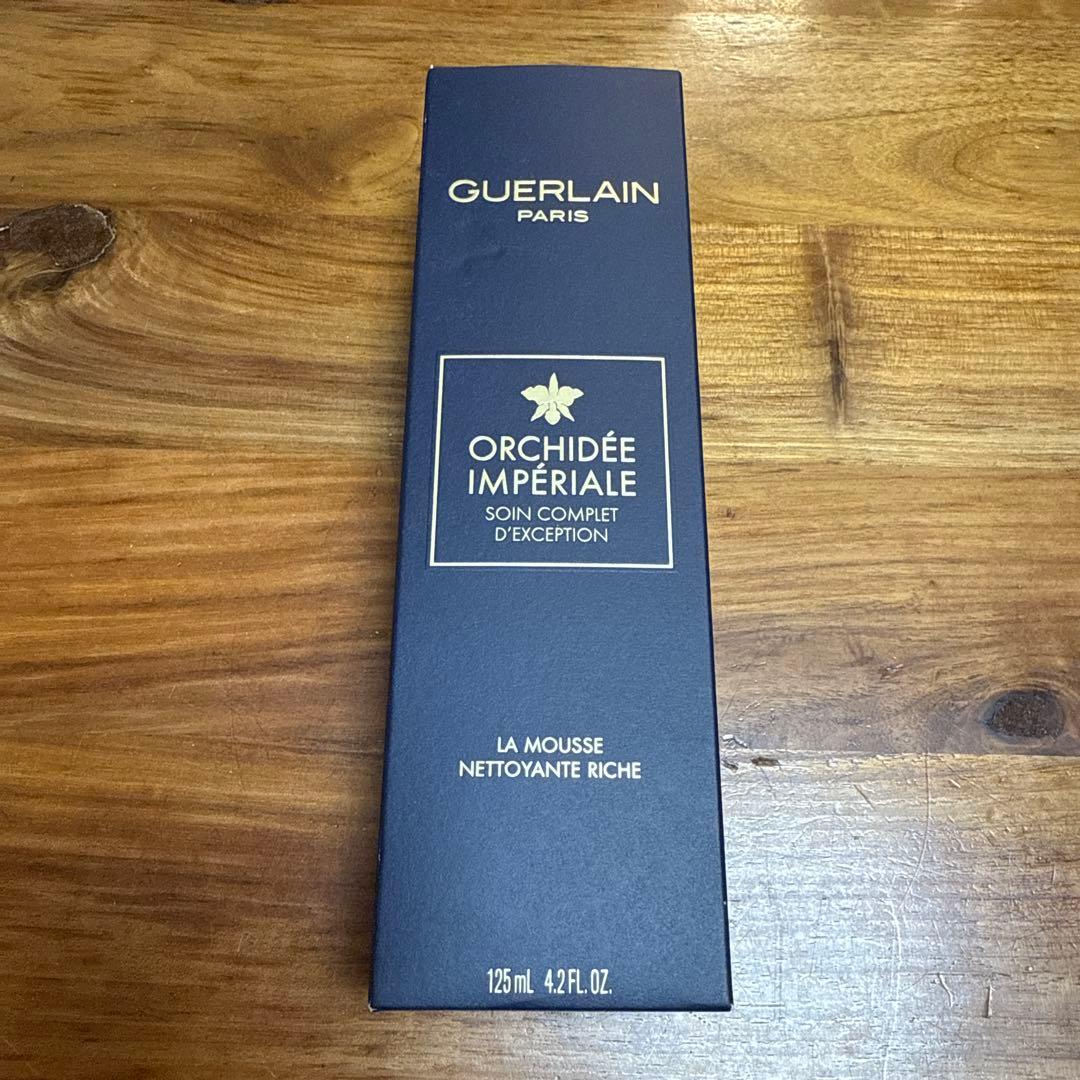 GUERLAIN
PARIS
ORCHIDÉE
IMPÉRIALE
SOIN COMPLET
D'EXCEPTION
LA MOUSSE
NETTOYANTE RICHE
125 mL 4.2 FL. OZ.